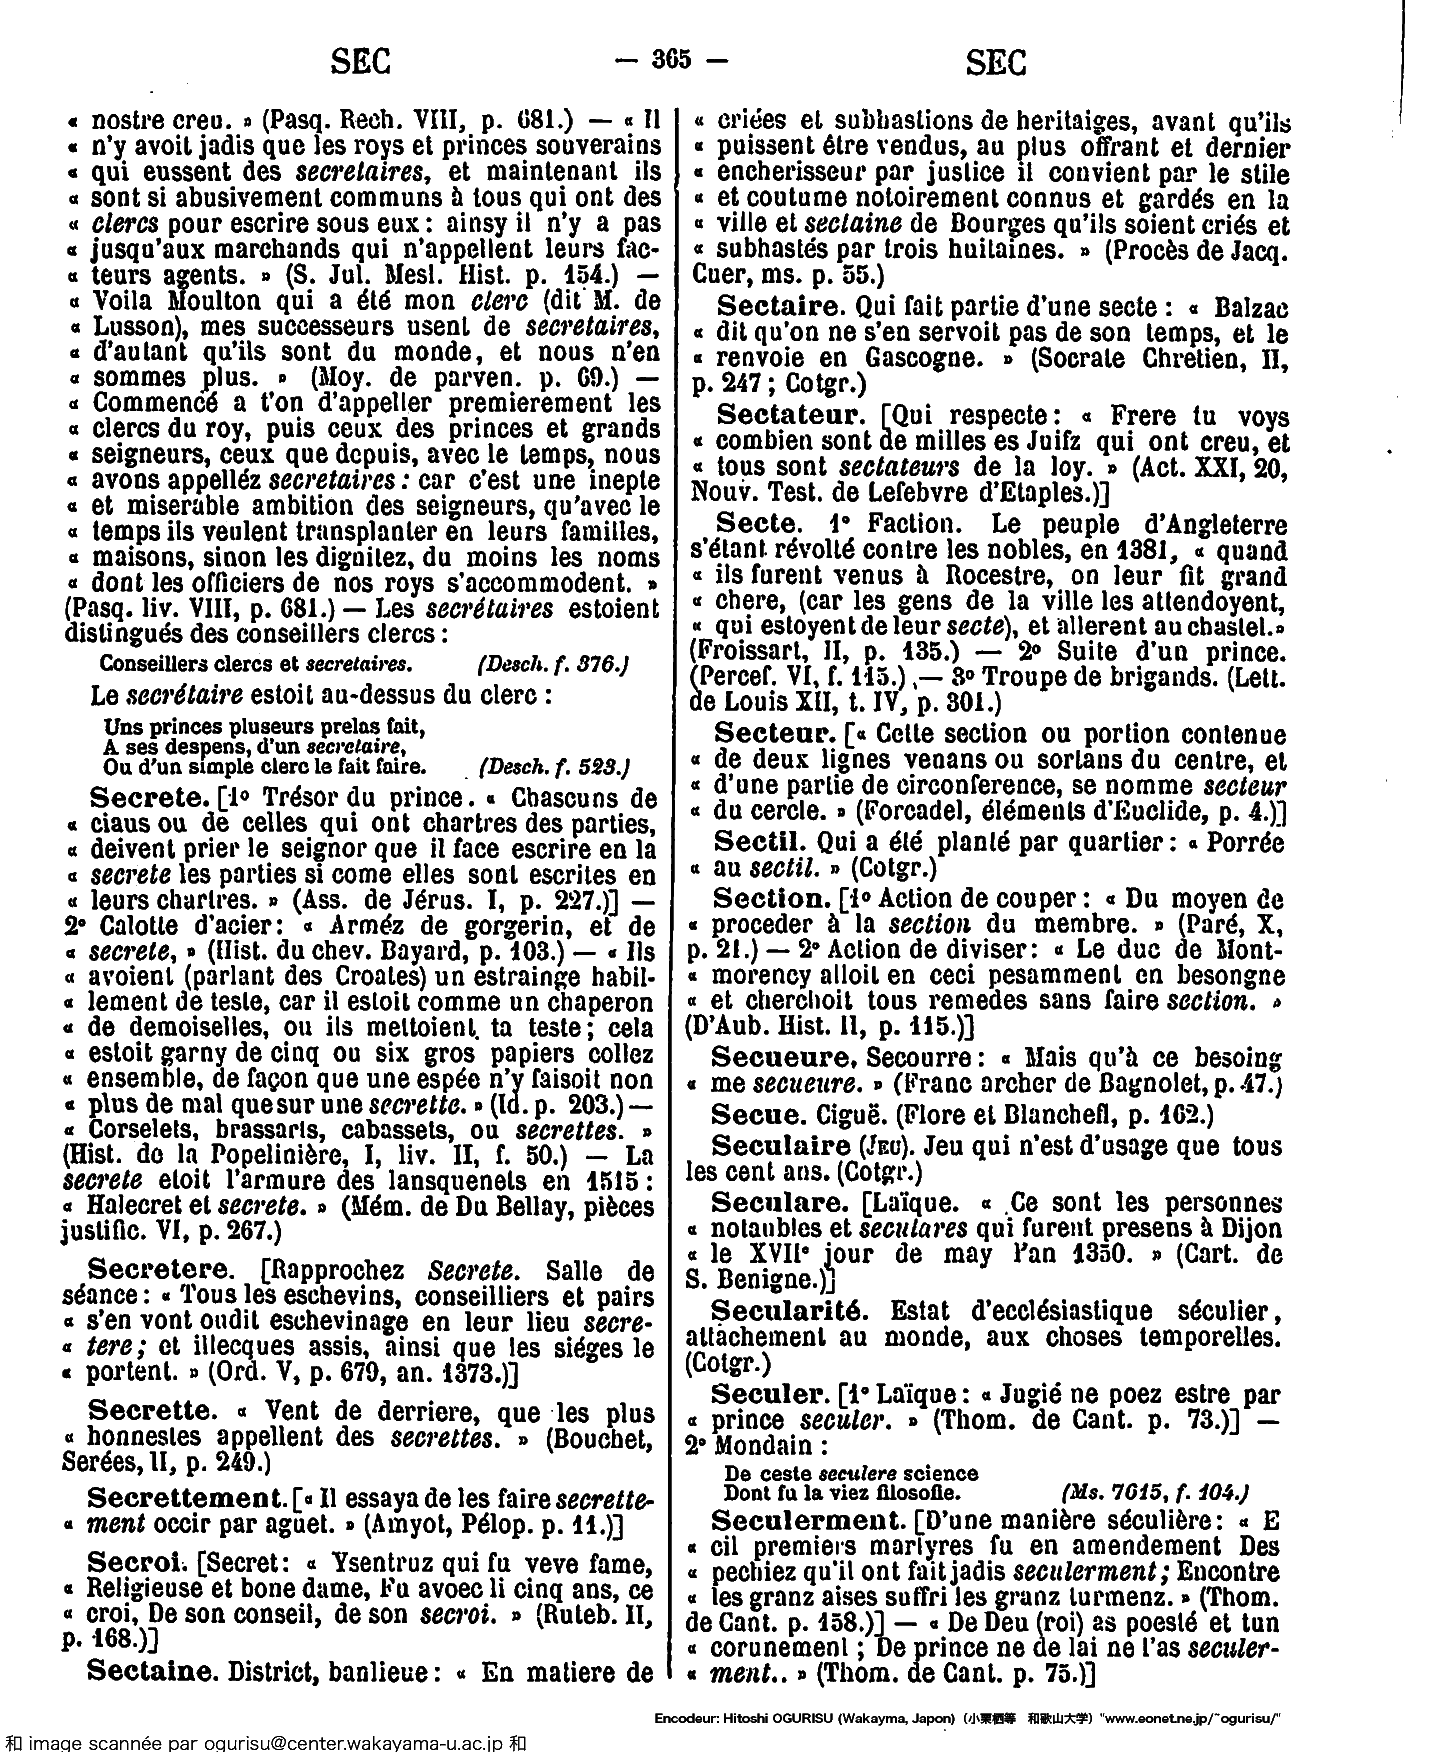 SEC — 365 — SEC
« nostre creu. » (Pasq. Rech. VIII, p. 681.) — « Il
« n'y avoit jadis que les roys et princes souverains
« qui eussent des secretaires, et maintenant ils
« sont si abusivement communs à tous qui ont des
« clercs pour escrire sous eux : ainsy il n'y a pas
« jusqu'aux marchands qui n'appellent leurs fac-
« teurs agents. » (S. Jul. Mesl. Hist. p. 154.) —
« Voila Moulton qui a été mon clerc (dit M. de
« Lusson), mes successeurs usent de secretaires,
« d'autant qu'ils sont du monde, et nous n'en
« sommes plus. » (Moy. de parven. p. 69.) —
« Commencé a t'on d'appeller premierement les
« clercs du roy, puis ceux des princes et grands
« seigneurs, ceux que depuis, avec le temps, nous
« avons appelléz secretaires : car c'est une inepte
« et miserable ambition des seigneurs, qu'avec le
« temps ils veulent transplanter en leurs familles,
« maisons, sinon les dignitez, du moins les noms
« dont les officiers de nos roys s'accommodent. »
(Pasq. liv. VIII, p. 681.) — Les secrétaires estoient
distingués des conseillers clercs :
Conseillers clercs et secretaires. (Desch. f. 376.)
Le secrétaire estoit au-dessus du clerc :
Uns princes pluseurs prelas fait,
A ses despens, d'un secretaire,
Ou d'un simple clerc le fait faire. (Desch. f. 523.)
Secrete. [1° Trésor du prince. « Chascuns de
« ciaus ou de celles qui ont chartres des parties,
« deivent prier le seignor que il face escrire en la
« secrete les parties si come elles sont escrites en
« leurs chartres. » (Ass. de Jérus. I, p. 227.)] —
2° Calotte d'acier : « Arméz de gorgerin, et de
« secrete, » (Hist. du chev. Bayard, p. 103.) — « Ils
« avoient (parlant des Croates) un estrainge habil-
« lement de teste, car il estoit comme un chaperon
« de demoiselles, ou ils mettoient ta teste ; cela
« estoit garny de cinq ou six gros papiers collez
« ensemble, de façon que une espée n'y faisoit non
« plus de mal que sur une secrette. » (Id. p. 203.) —
« Corselets, brassarts, cabassets, ou secrettes. »
(Hist. de la Popelinière, I, liv. II, f. 50.) — La
secrete etoit l'armure des lansquenets en 1515 :
« Halecret et secrete. » (Mém. de Du Bellay, pièces
justific. VI, p. 267.)
Secretere. [Rapprochez Secrete. Salle de
séance : « Tous les eschevins, conseilliers et pairs
« s'en vont oudit eschevinage en leur lieu secre-
« tere ; et illecques assis, ainsi que les siéges le
« portent. » (Ord. V, p. 679, an. 1373.)]
Secrette. « Vent de derriere, que les plus
« honnestes appellent des secrettes. » (Bouchet,
Serées, II, p. 249.)
Secrettement. [« Il essaya de les faire secrette-
« ment occir par aguet. » (Amyot, Pélop. p. 11.)]
Secroi. [Secret : « Ysentruz qui fu veve fame,
« Religieuse et bone dame, Fu avoec li cinq ans, ce
« croi, De son conseil, de son secroi. » (Ruteb. II,
p. 168.)]
Sectaine. District, banlieue : « En matiere de
« criées et subhastions de heritaiges, avant qu'ils
« puissent étre vendus, au plus offrant et dernier
« encherisseur par justice il convient par le stile
« et coutume notoirement connus et gardés en la
« ville et seclaine de Bourges qu'ils soient criés et
« subhastés par trois huitaines. » (Procès de Jacq.
Cuer, ms. p. 55.)
Sectaire. Qui fait partie d'une secte : « Balzac
« dit qu'on ne s'en servoit pas de son temps, et le
« renvoie en Gascogne. » (Socrate Chretien, II,
p. 247 ; Cotgr.)
Sectateur. [Qui respecte : « Frere tu voys
« combien sont de milles es Juifz qui ont creu, et
« tous sont sectateurs de la loy. » (Act. XXI, 20,
Nouv. Test. de Lefebvre d'Etaples.)]
Secte. 1° Faction. Le peuple d'Angleterre
s'étant révolté contre les nobles, en 1381, « quand
« ils furent venus à Rocestre, on leur fit grand
« chere, (car les gens de la ville les attendoyent,
« qui estoyent de leur secte), et allerent au chastel. »
(Froissart, II, p. 135.) — 2° Suite d'un prince.
(Percef. VI, f. 115.) — 3° Troupe de brigands. (Lett.
de Louis XII, t. IV, p. 301.)
Secteur. [« Cette section ou portion contenue
« de deux lignes venans ou sortans du centre, et
« d'une partie de circonference, se nomme secteur
« du cercle. » (Forcadel, éléments d'Euclide, p. 4.)]
Sectil. Qui a été planté par quartier : « Porrée
« au sectil. » (Cotgr.)
Section. [1° Action de couper : « Du moyen de
« proceder à la section du membre. » (Paré, X,
p. 21.) — 2° Action de diviser : « Le duc de Mont-
« morency alloit en ceci pesamment en besongne
« et cherchoit tous remedes sans faire section. »
(D'Aub. Hist. II, p. 115.)]
Secueure, Secourre : « Mais qu'à ce besoing
« me secueure. » (Franc archer de Bagnolet, p. 47.)
Secue. Ciguë. (Flore et Blanchefl, p. 162.)
Seculaire (JEU). Jeu qui n'est d'usage que tous
les cent ans. (Cotgr.)
Seculare. [Laïque. « Ce sont les personnes
« notaubles et seculares qui furent presens à Dijon
« le XVIIe jour de may l'an 1350. » (Cart. de
S. Benigne.)]
Secularité. Estat d'ecclésiastique séculier,
attachement au monde, aux choses temporelles.
(Cotgr.)
Seculer. [1° Laïque : « Jugié ne poez estre par
« prince seculer. » (Thom. de Cant. p. 73.)] —
2° Mondain :
De ceste seculere science
Dont fu la viez filosofie. (Ms. 7615, f. 104.)
Seculerment. [D'une manière séculière : « E
« cil premiers martyres fu en amendement Des
« pechiez qu'il ont fait jadis seculerment ; Encontre
« les granz aises suffri les granz turmenz. » (Thom.
de Cant. p. 158.)] — « De Deu (roi) as poesté et tun
« corunement ; De prince ne de lai ne l'as seculer-
« ment.. » (Thom. de Cant. p. 75.)]
Encodeur: Hitoshi OGURISU (Wakayma, Japon) (小栗栖等 和歌山大学) "www.eonet.ne.jp/~ogurisu/"
和 image scannée par ogurisu@center.wakayama-u.ac.jp 和